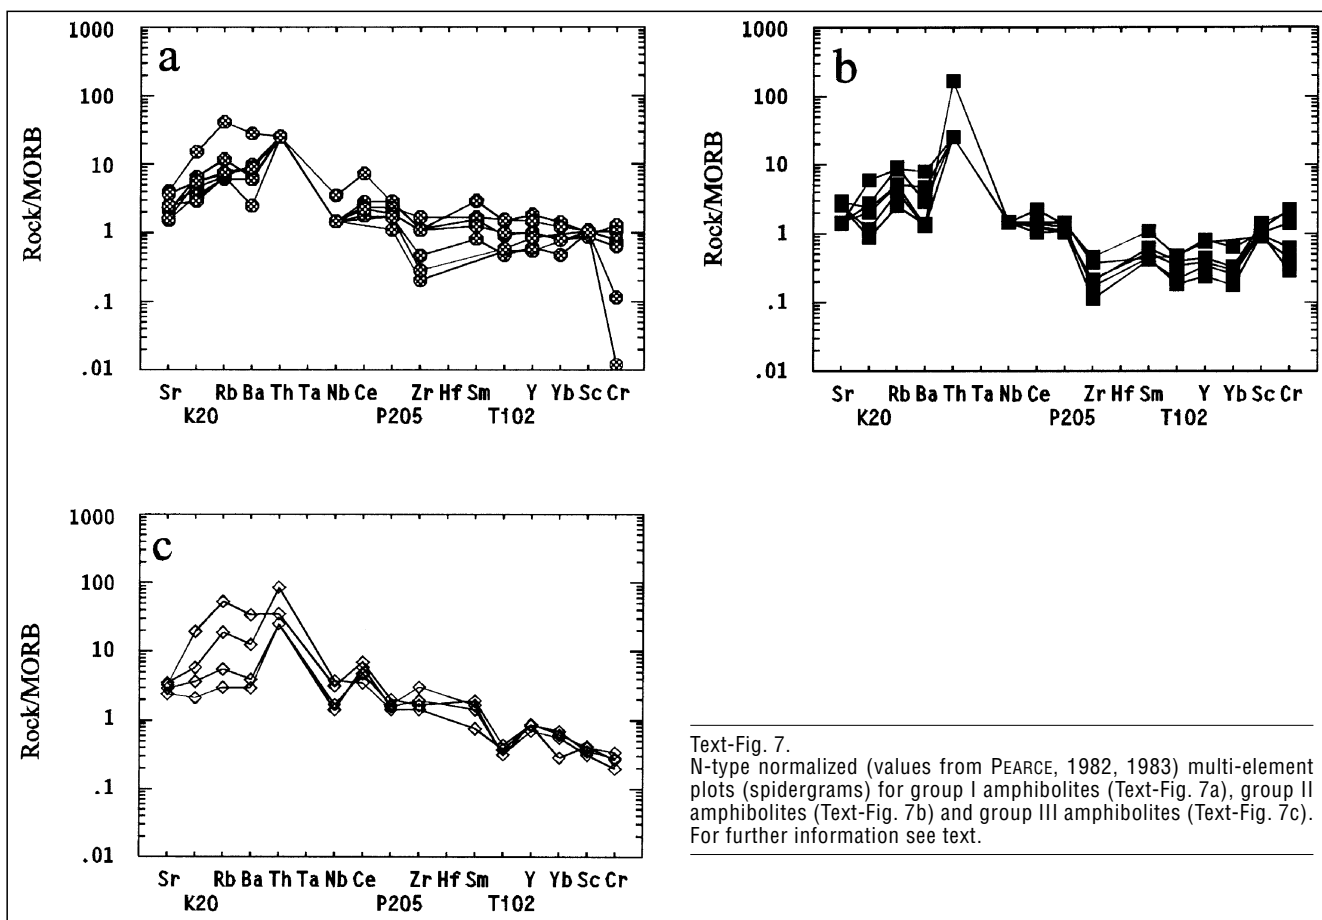 1000
100
10
1
.1
.01
Rock/MORB
a
Sr Rb Ba Th Ta Nb Ce Zr Hf Sm Y Yb Sc Cr
K20 P205 T102
1000
100
10
1
.1
.01
Rock/MORB
b
Sr Rb Ba Th Ta Nb Ce Zr Hf Sm Y Yb Sc Cr
K20 P205 T102
1000
100
10
1
.1
.01
Rock/MORB
c
Sr Rb Ba Th Ta Nb Ce Zr Hf Sm Y Yb Sc Cr
K20 P205 T102
Text-Fig. 7.
N-type normalized (values from PEARCE, 1982, 1983) multi-element
plots (spidergrams) for group I amphibolites (Text-Fig. 7a), group II
amphibolites (Text-Fig. 7b) and group III amphibolites (Text-Fig. 7c).
For further information see text.